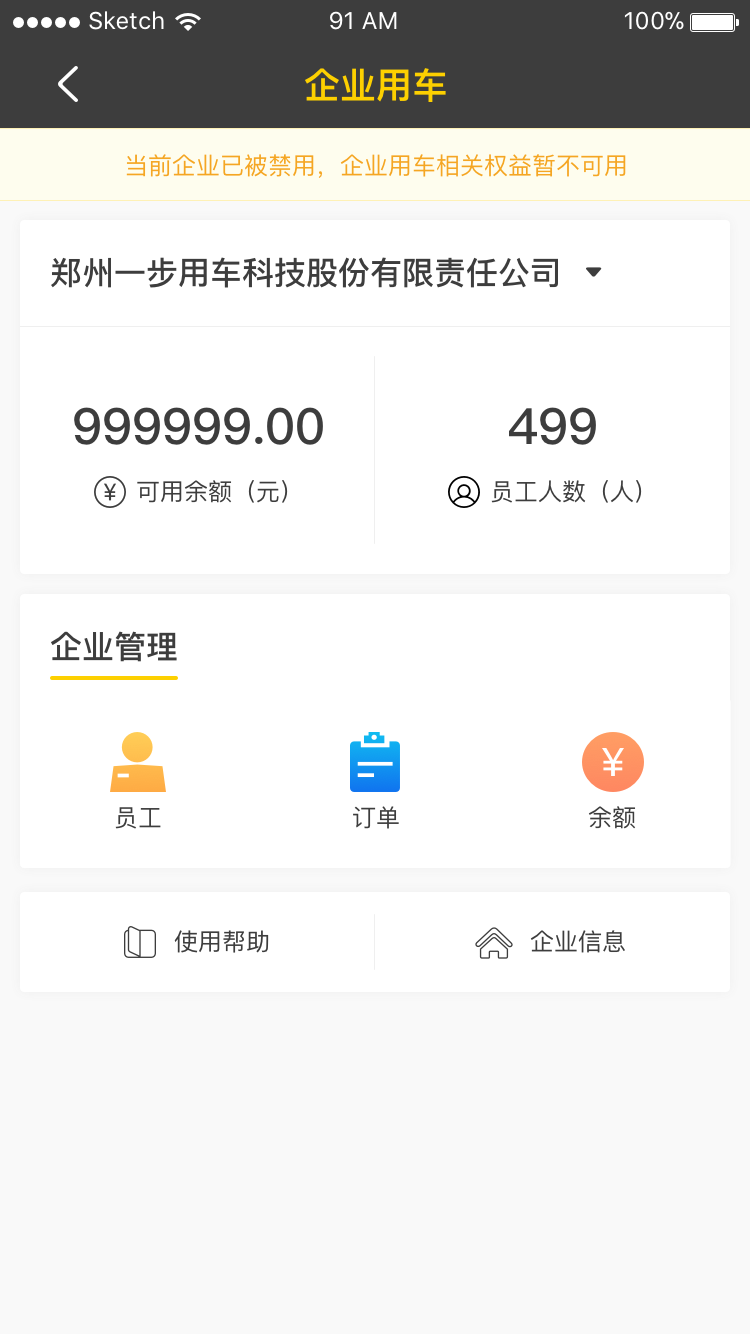 Sketch 91 AM 100%
企业用车
当前企业已被禁用，企业用车相关权益暂不可用
郑州一步用车科技股份有限责任公司
999999.00 499
¥ 可用余额（元） 员工人数（人）
企业管理
¥
员工 订单 余额
使用帮助 企业信息